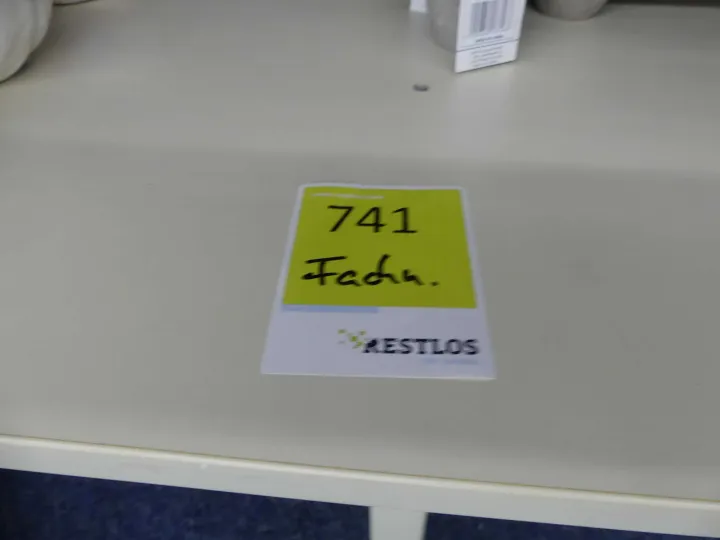 741
Fachn.
RESTLOS